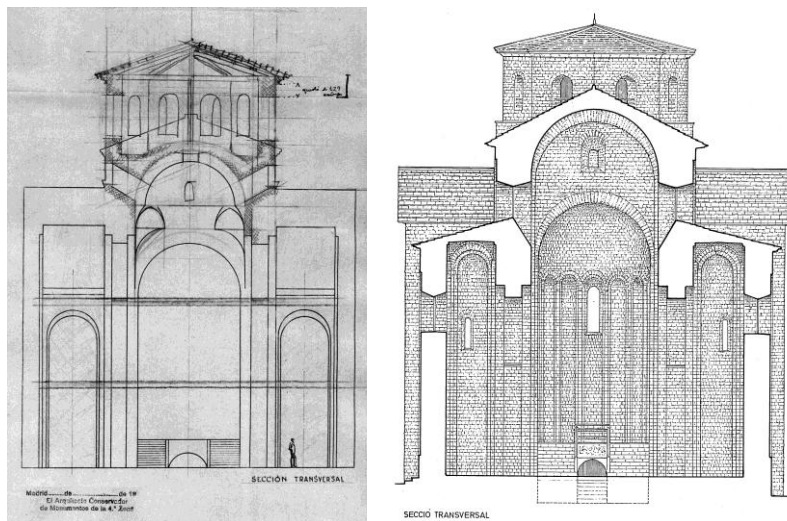 SECCIÓN TRANSVERSAL
Madrid de de 19
El Arquitecto Conservador
de Monumentos de la 4.ª Zona
SECCIÓ TRANSVERSAL